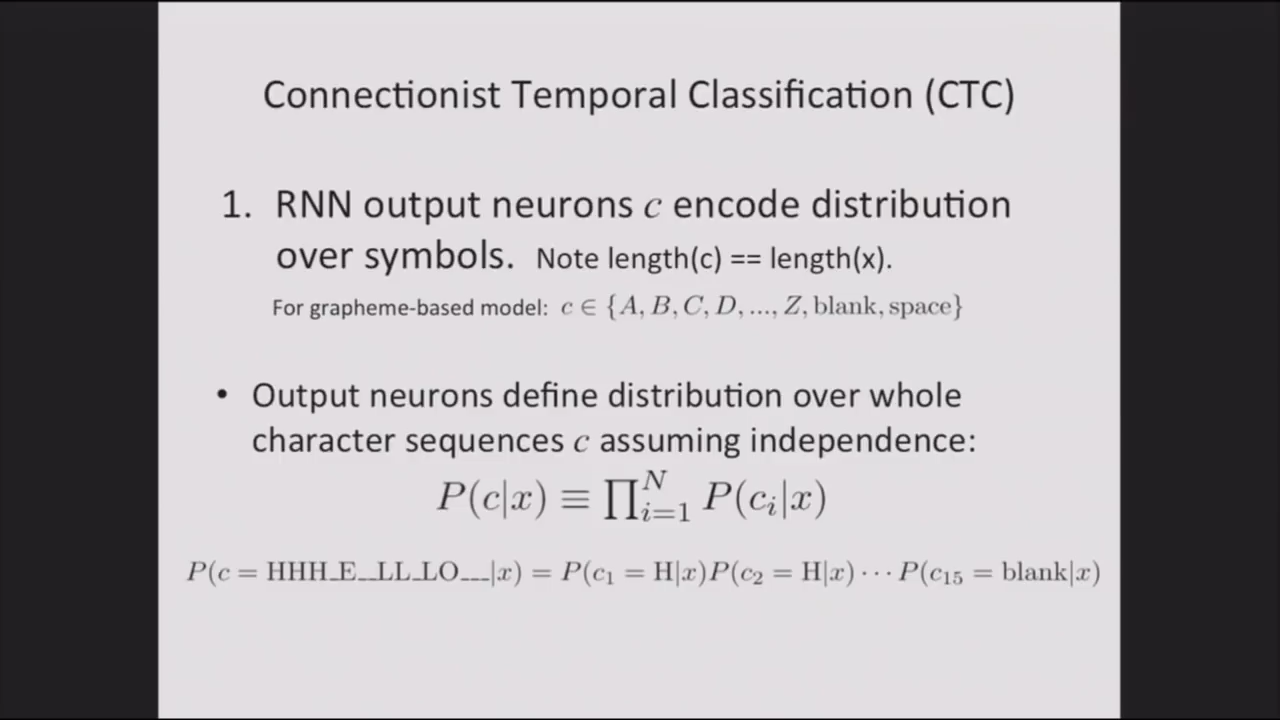 Connectionist Temporal Classification (CTC)
1. RNN output neurons c encode distribution
over symbols. Note length(c) == length(x).
For grapheme-based model: c ∈ {A, B, C, D, ..., Z, blank, space}
• Output neurons define distribution over whole
character sequences c assuming independence:
P(c|x) ≡ ∏_{i=1}^{N} P(c_i|x)
P(c = HHH_E__LL_LO___|x) = P(c_1 = H|x)P(c_2 = H|x) ⋯ P(c_15 = blank|x)